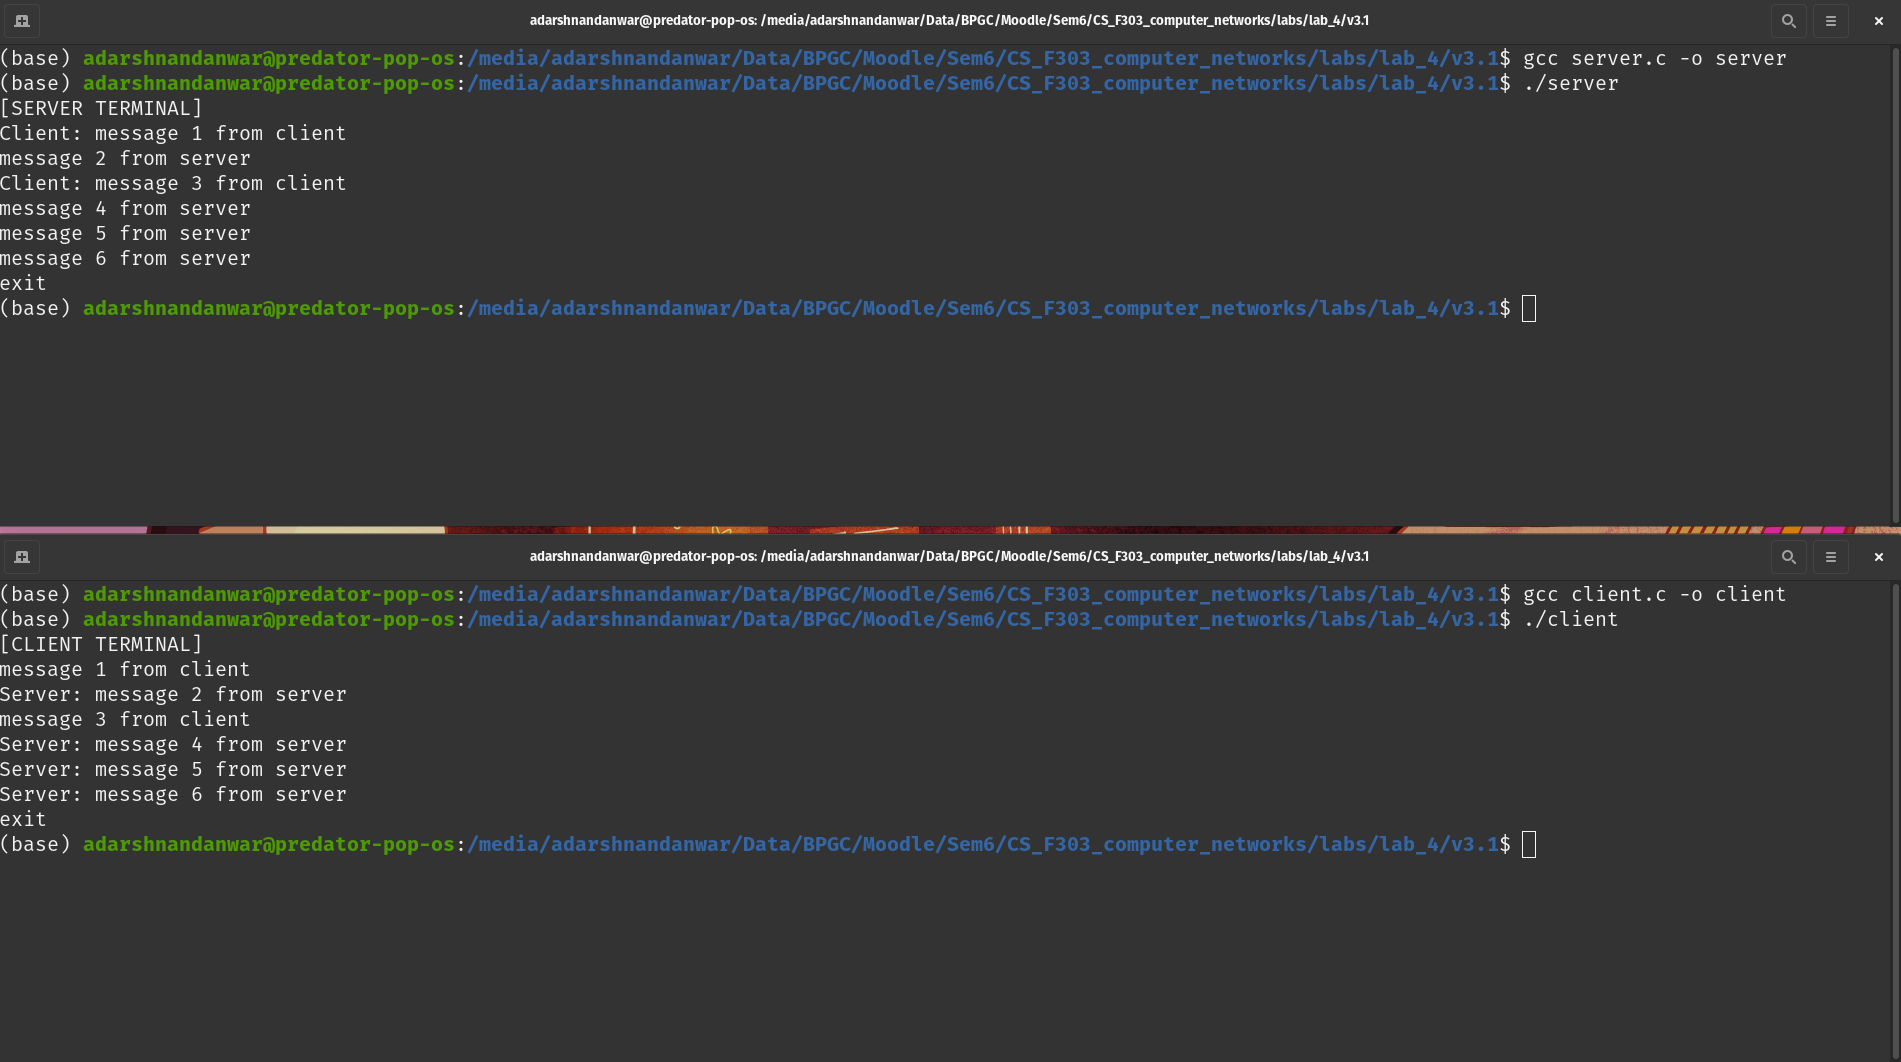 adarshnandanwar@predator-pop-os: /media/adarshnandanwar/Data/BPGC/Moodle/Sem6/CS_F303_computer_networks/labs/lab_4/v3.1
(base) adarshnandanwar@predator-pop-os:/media/adarshnandanwar/Data/BPGC/Moodle/Sem6/CS_F303_computer_networks/labs/lab_4/v3.1$ gcc server.c -o server
(base) adarshnandanwar@predator-pop-os:/media/adarshnandanwar/Data/BPGC/Moodle/Sem6/CS_F303_computer_networks/labs/lab_4/v3.1$ ./server
[SERVER TERMINAL]
Client: message 1 from client
message 2 from server
Client: message 3 from client
message 4 from server
message 5 from server
message 6 from server
exit
(base) adarshnandanwar@predator-pop-os:/media/adarshnandanwar/Data/BPGC/Moodle/Sem6/CS_F303_computer_networks/labs/lab_4/v3.1$
adarshnandanwar@predator-pop-os: /media/adarshnandanwar/Data/BPGC/Moodle/Sem6/CS_F303_computer_networks/labs/lab_4/v3.1
(base) adarshnandanwar@predator-pop-os:/media/adarshnandanwar/Data/BPGC/Moodle/Sem6/CS_F303_computer_networks/labs/lab_4/v3.1$ gcc client.c -o client
(base) adarshnandanwar@predator-pop-os:/media/adarshnandanwar/Data/BPGC/Moodle/Sem6/CS_F303_computer_networks/labs/lab_4/v3.1$ ./client
[CLIENT TERMINAL]
message 1 from client
Server: message 2 from server
message 3 from client
Server: message 4 from server
Server: message 5 from server
Server: message 6 from server
exit
(base) adarshnandanwar@predator-pop-os:/media/adarshnandanwar/Data/BPGC/Moodle/Sem6/CS_F303_computer_networks/labs/lab_4/v3.1$